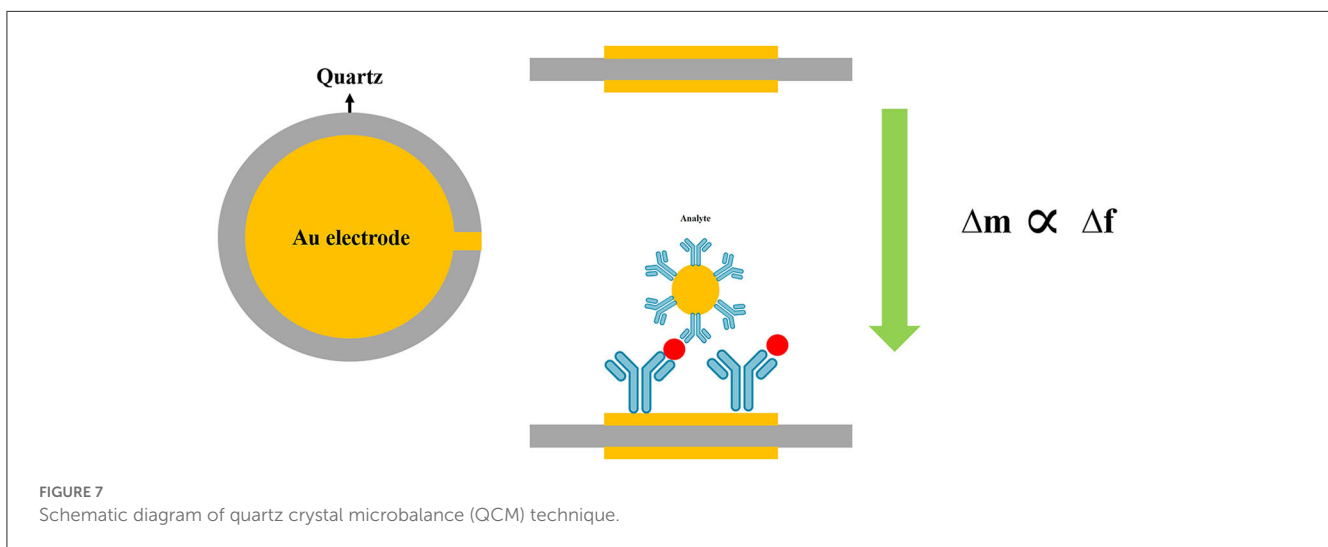 Quartz
Au electrode
Analyte
Δm ∝ Δf
FIGURE 7
Schematic diagram of quartz crystal microbalance (QCM) technique.